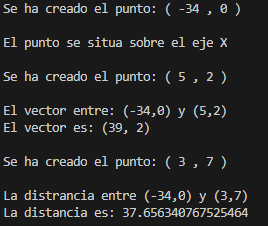 Se ha creado el punto: ( -34 , 0 )
El punto se situa sobre el eje X
Se ha creado el punto: ( 5 , 2 )
El vector entre: (-34,0) y (5,2)
El vector es: (39, 2)
Se ha creado el punto: ( 3 , 7 )
La distrancia entre (-34,0) y (3,7)
La distancia es: 37.656340767525464